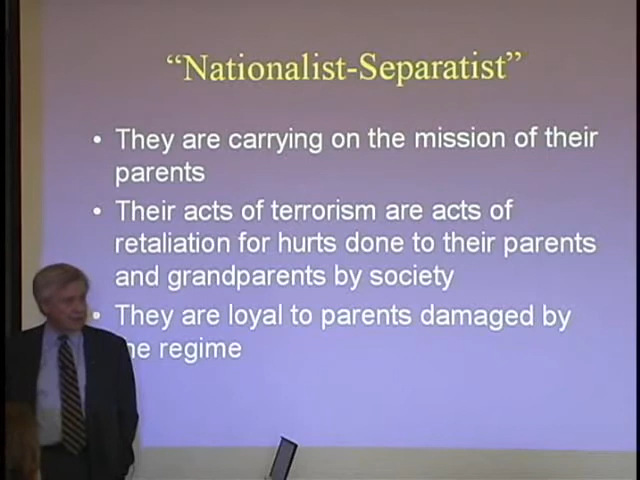 “Nationalist-Separatist”
• They are carrying on the mission of their
parents
• Their acts of terrorism are acts of
retaliation for hurts done to their parents
and grandparents by society
• They are loyal to parents damaged by
he regime